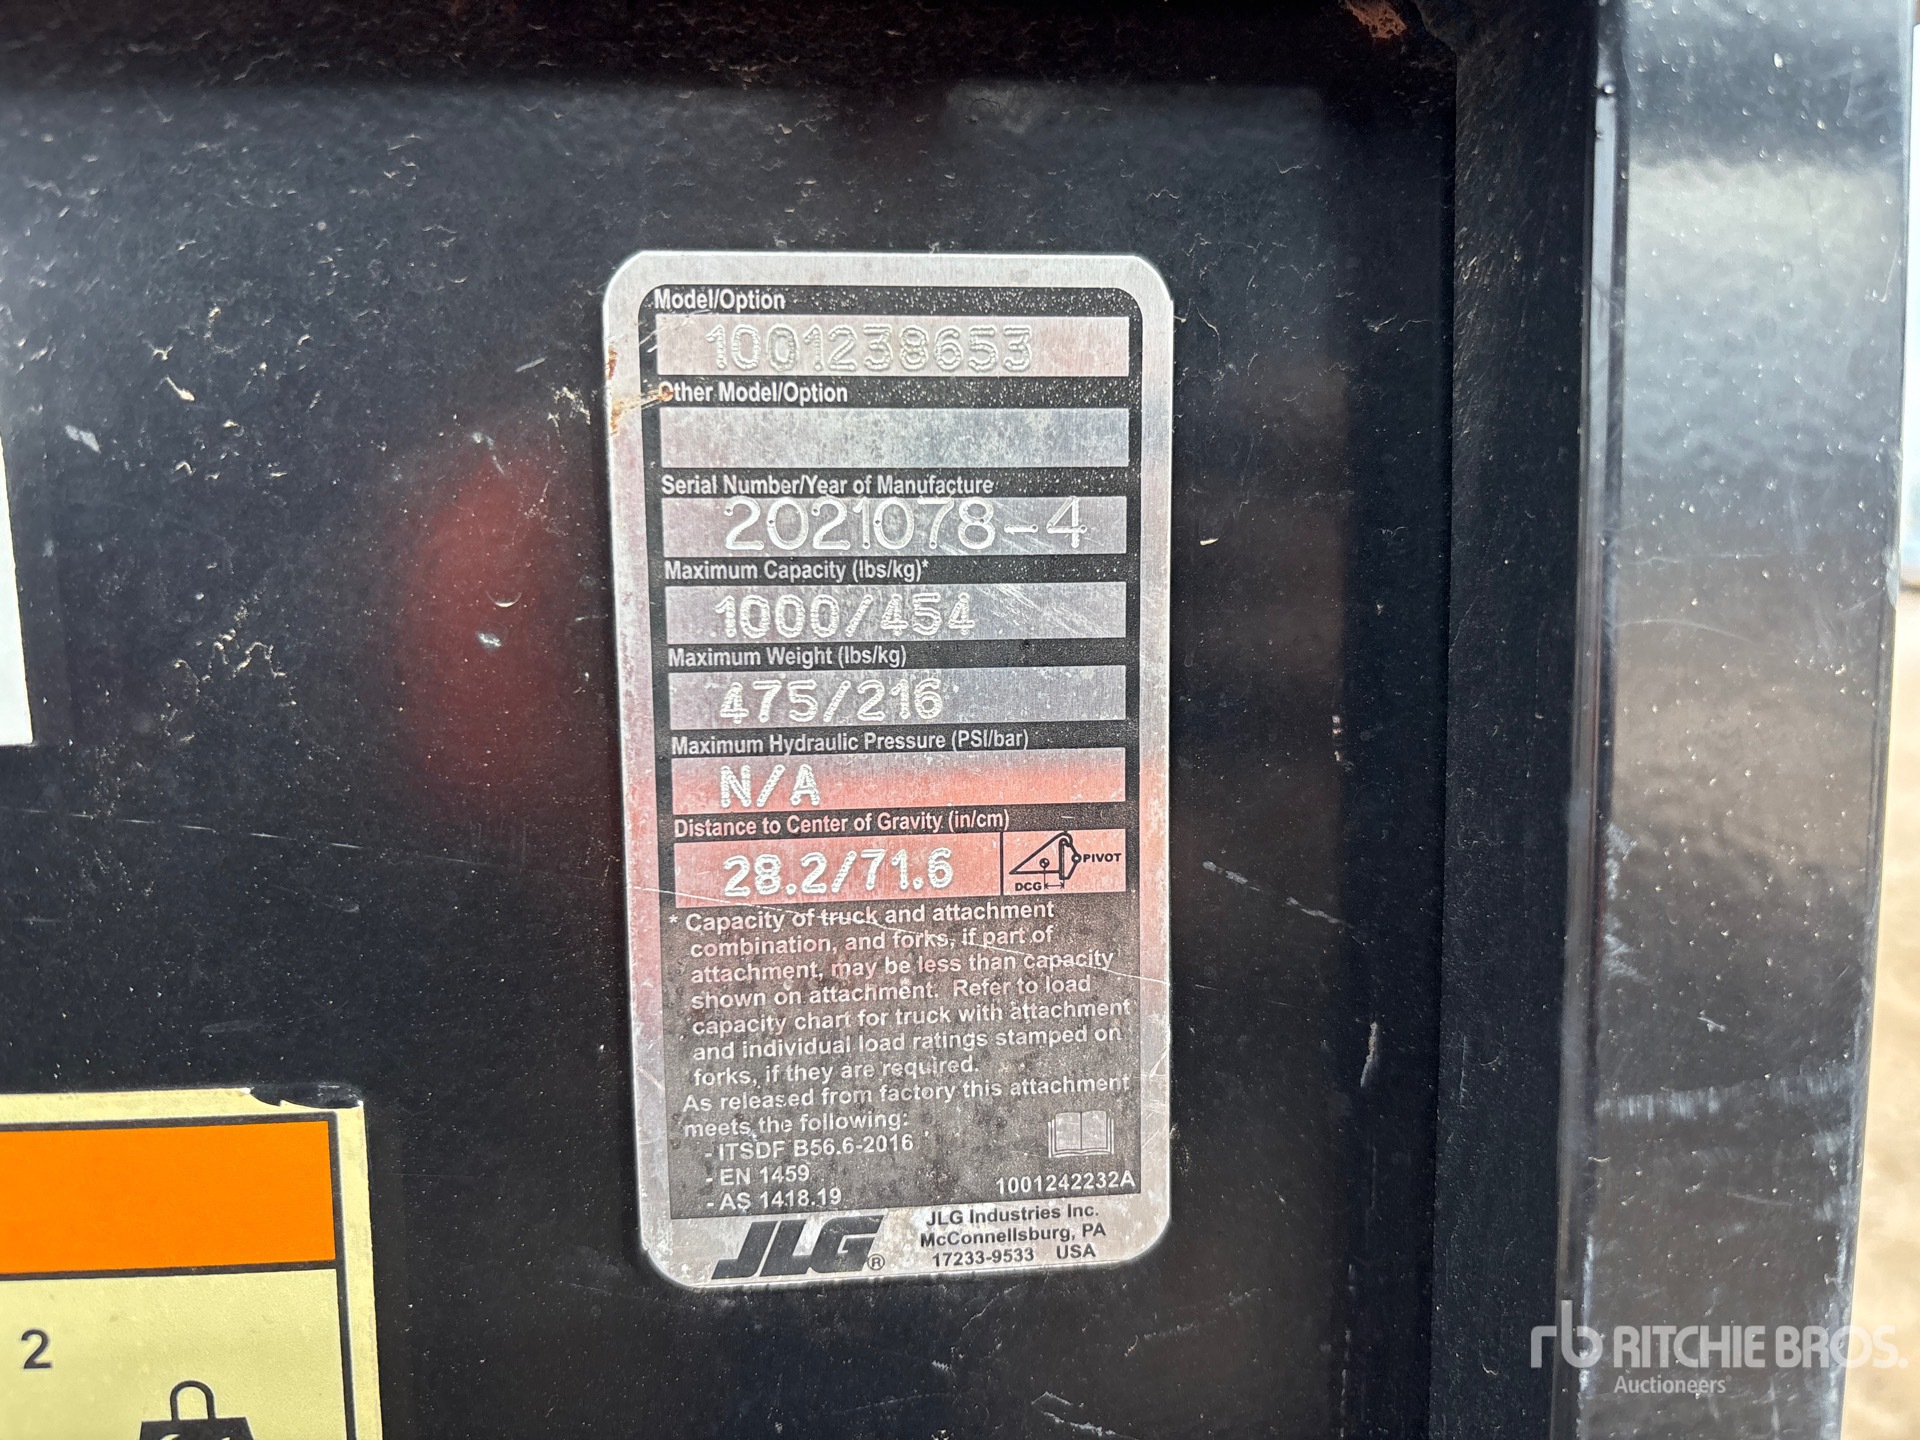 Model/Option
1001238653
Other Model/Option
Serial Number/Year of Manufacture
2021078-4
Maximum Capacity (lbs/kg)*
1000/454
Maximum Weight (lbs/kg)
475/216
Maximum Hydraulic Pressure (PSI/bar)
N/A
Distance to Center of Gravity (in/cm)
28.2/71.6
PIVOT
DCG
* Capacity of truck and attachment
combination, and forks, if part of
attachment, may be less than capacity
shown on attachment. Refer to load
capacity chart for truck with attachment
and individual load ratings stamped on
forks, if they are required.
As released from factory this attachment
meets the following:
- ITSDF B56.6-2016
- EN 1459
- AS 1418.19
1001242232A
JLG®
JLG Industries Inc.
McConnellsburg, PA
17233-9533 USA
2
rb RITCHIE BROS.
Auctioneers